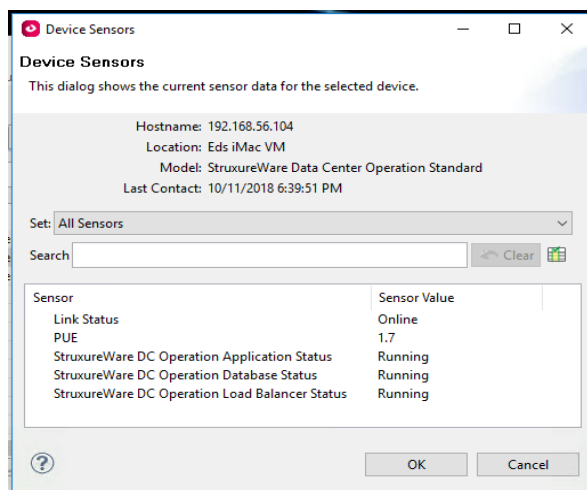 Device Sensors
Device Sensors
This dialog shows the current sensor data for the selected device.
Hostname: 192.168.56.104
Location: Eds iMac VM
Model: StruxureWare Data Center Operation Standard
Last Contact: 10/11/2018 6:39:51 PM
Set: All Sensors
Search Clear
Sensor Sensor Value
Link Status Online
PUE 1.7
StruxureWare DC Operation Application Status Running
StruxureWare DC Operation Database Status Running
StruxureWare DC Operation Load Balancer Status Running
? OK Cancel